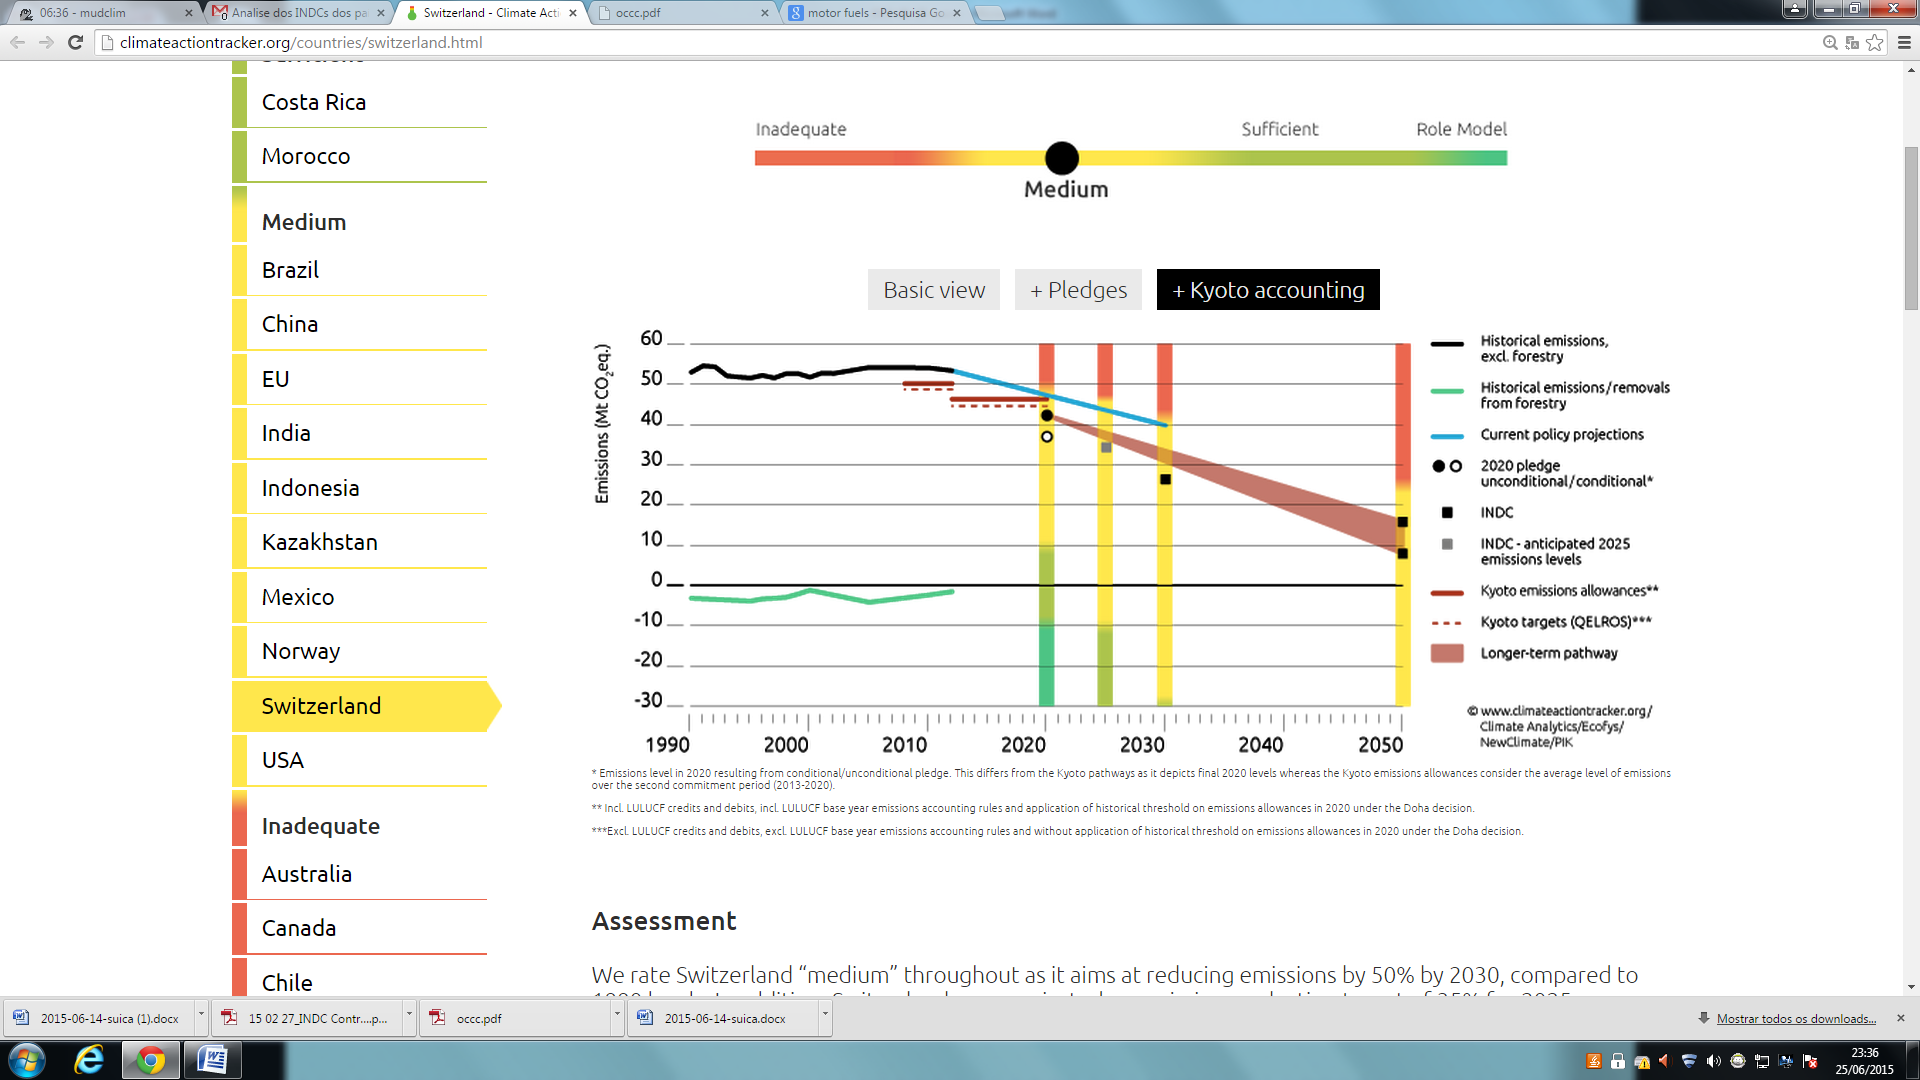 06:36 - mudclim
Analise dos INDCs dos pa
Switzerland - Climate Acti
occc.pdf
motor fuels - Pesquisa Go
climateactiontracker.org/countries/switzerland.html
Costa Rica
Morocco
Medium
Brazil
China
EU
India
Indonesia
Kazakhstan
Mexico
Norway
Switzerland
USA
Inadequate
Australia
Canada
Chile
Inadequate
Sufficient
Role Model
Medium
Basic view
+ Pledges
+ Kyoto accounting
Emissions (Mt CO2eq.)
60
50
40
30
20
10
0
-10
-20
-30
1990 2000 2010 2020 2030 2040 2050
Historical emissions,
excl. forestry
Historical emissions/removals
from forestry
Current policy projections
2020 pledge
unconditional/conditional*
INDC
INDC - anticipated 2025
emissions levels
Kyoto emissions allowances**
Kyoto targets (QELROS)***
Longer-term pathway
© www.climateactiontracker.org/
Climate Analytics/Ecofys/
NewClimate/PIK
* Emissions level in 2020 resulting from conditional/unconditional pledge. This differs from the Kyoto pathways as it depicts final 2020 levels whereas the Kyoto emissions allowances consider the average level of emissions
over the second commitment period (2013-2020).
** Incl. LULUCF credits and debits, incl. LULUCF base year emissions accounting rules and application of historical threshold on emissions allowances in 2020 under the Doha decision.
***Excl. LULUCF credits and debits, excl. LULUCF base year emissions accounting rules and without application of historical threshold on emissions allowances in 2020 under the Doha decision.
Assessment
We rate Switzerland “medium” throughout as it aims at reducing emissions by 50% by 2030, compared to
2015-06-14-suica (1).docx
15 02 27_INDC Contr....p...
occc.pdf
2015-06-14-suica.docx
Mostrar todos os downloads...
23:36
25/06/2015